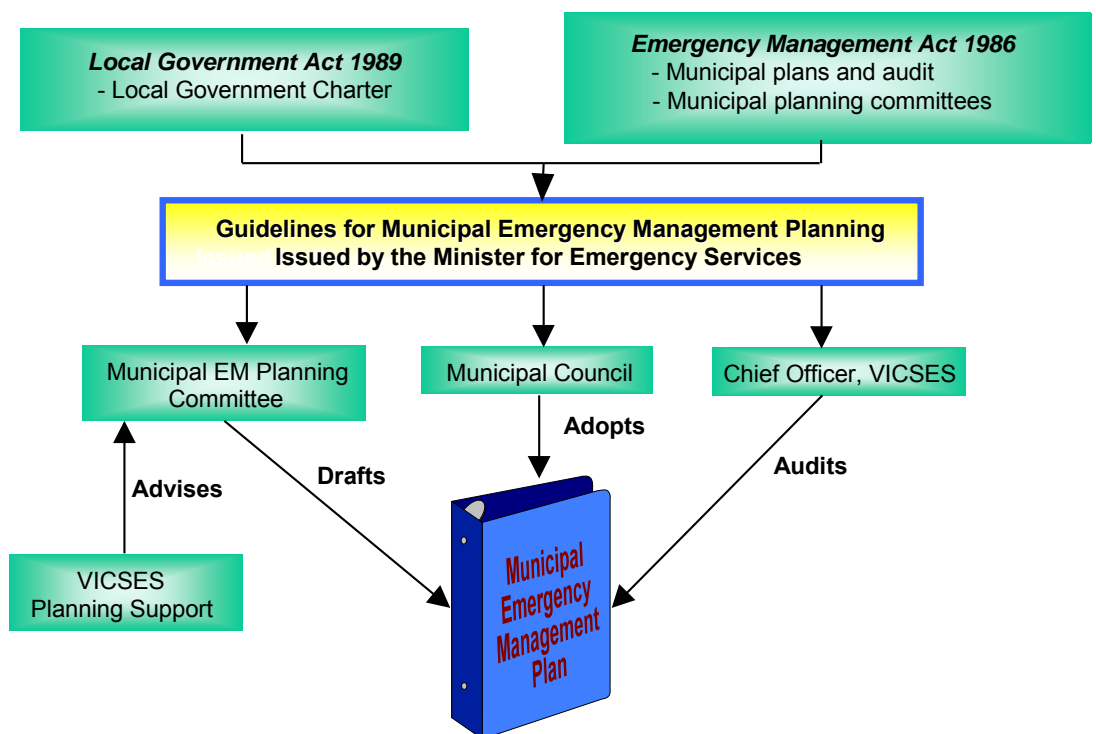 Local Government Act 1989
- Local Government Charter
Emergency Management Act 1986
- Municipal plans and audit
- Municipal planning committees
Guidelines for Municipal Emergency Management Planning
Issued by the Minister for Emergency Services
Municipal EM Planning
Committee
Municipal Council
Chief Officer, VICSES
Advises
Drafts
Adopts
Audits
VICSES
Planning Support
Municipal
Emergency
Management
Plan